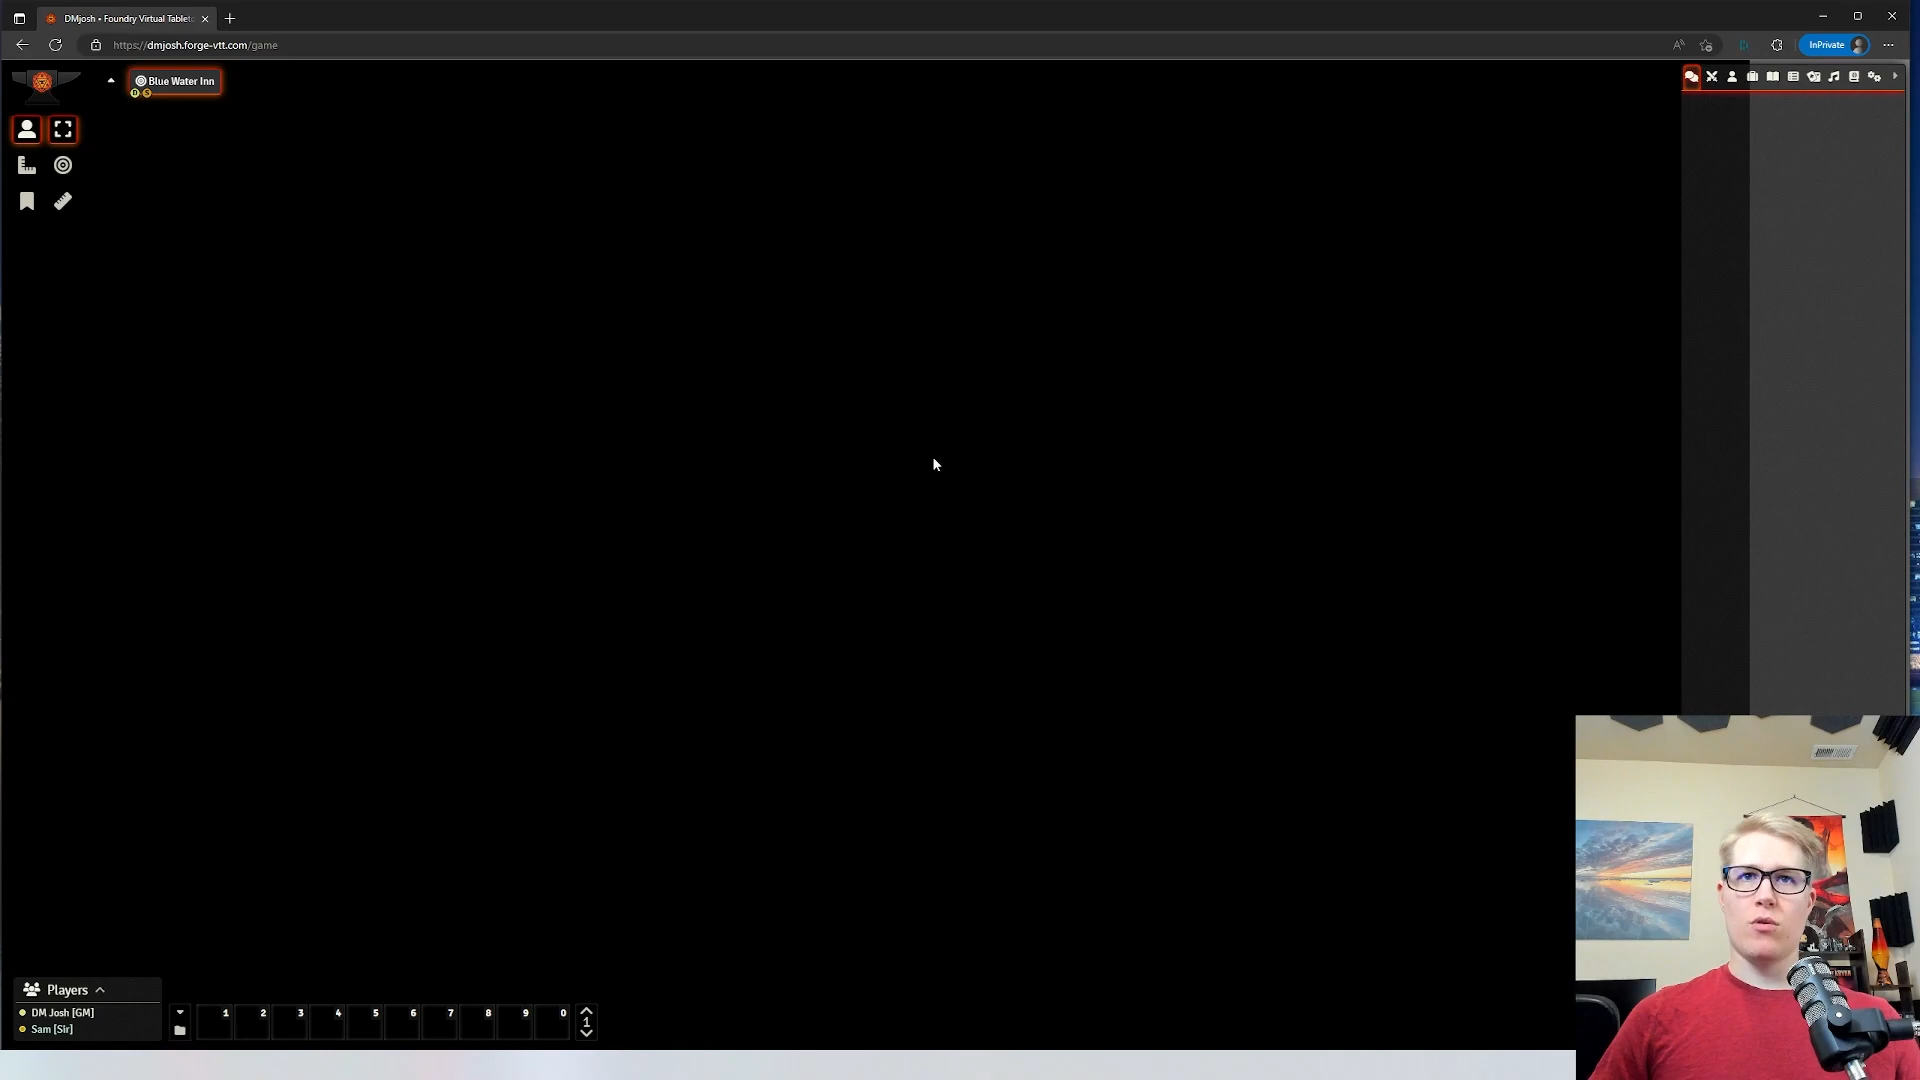 DMjosh • Foundry Virtual Tablet
https://dmjosh.forge-vtt.com/game
InPrivate
Blue Water Inn
D S
Players
DM Josh [GM]
Sam [Sir]
1 2 3 4 5 6 7 8 9 0
1